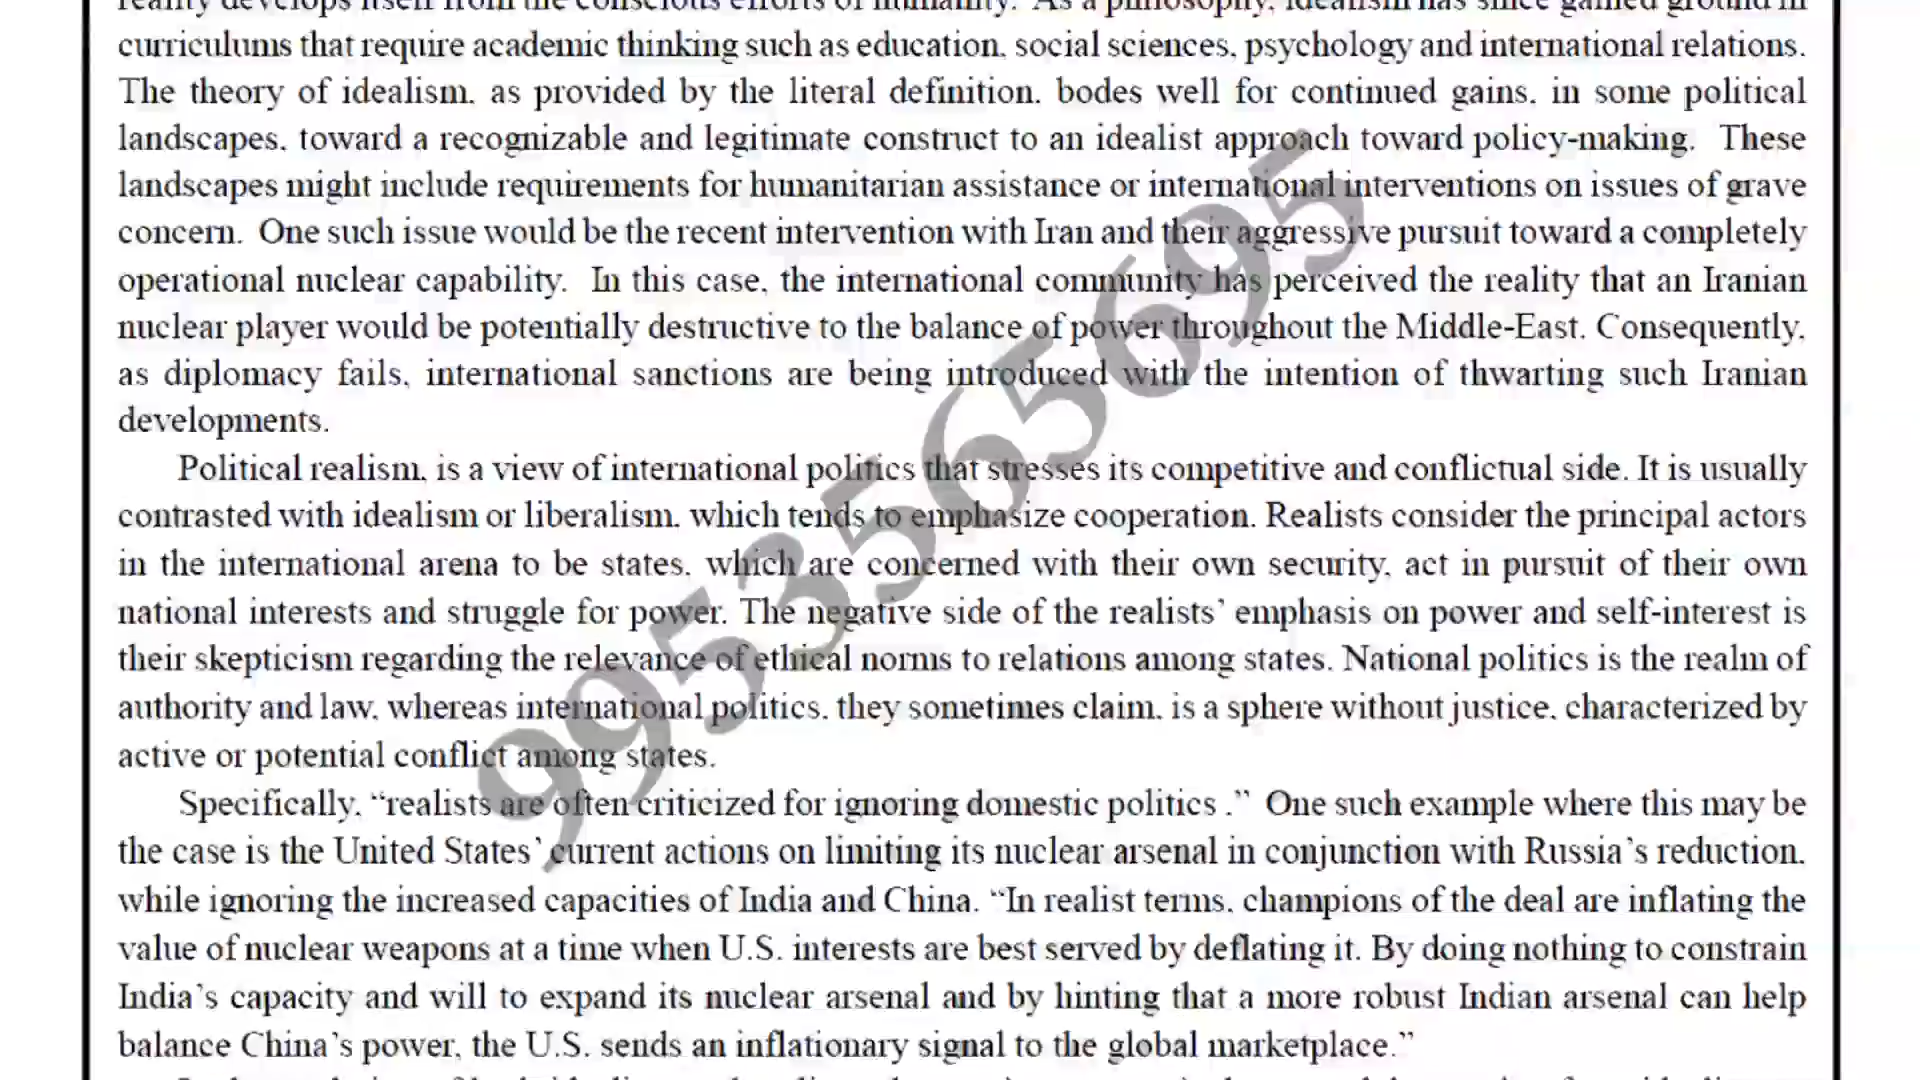 reality develops itself from the conscious efforts of humanity. As a philosophy, idealism has since gained ground in
curriculums that require academic thinking such as education, social sciences, psychology and international relations.
The theory of idealism, as provided by the literal definition, bodes well for continued gains, in some political
landscapes, toward a recognizable and legitimate construct to an idealist approach toward policy-making. These
landscapes might include requirements for humanitarian assistance or international interventions on issues of grave
concern. One such issue would be the recent intervention with Iran and their aggressive pursuit toward a completely
operational nuclear capability. In this case, the international community has perceived the reality that an Iranian
nuclear player would be potentially destructive to the balance of power throughout the Middle-East. Consequently,
as diplomacy fails, international sanctions are being introduced with the intention of thwarting such Iranian
developments.
Political realism, is a view of international politics that stresses its competitive and conflictual side. It is usually
contrasted with idealism or liberalism, which tends to emphasize cooperation. Realists consider the principal actors
in the international arena to be states, which are concerned with their own security, act in pursuit of their own
national interests and struggle for power. The negative side of the realists’ emphasis on power and self-interest is
their skepticism regarding the relevance of ethical norms to relations among states. National politics is the realm of
authority and law, whereas international politics, they sometimes claim, is a sphere without justice, characterized by
active or potential conflict among states.
Specifically, “realists are often criticized for ignoring domestic politics .” One such example where this may be
the case is the United States’ current actions on limiting its nuclear arsenal in conjunction with Russia’s reduction,
while ignoring the increased capacities of India and China. “In realist terms, champions of the deal are inflating the
value of nuclear weapons at a time when U.S. interests are best served by deflating it. By doing nothing to constrain
India’s capacity and will to expand its nuclear arsenal and by hinting that a more robust Indian arsenal can help
balance China’s power, the U.S. sends an inflationary signal to the global marketplace.”
9953565695